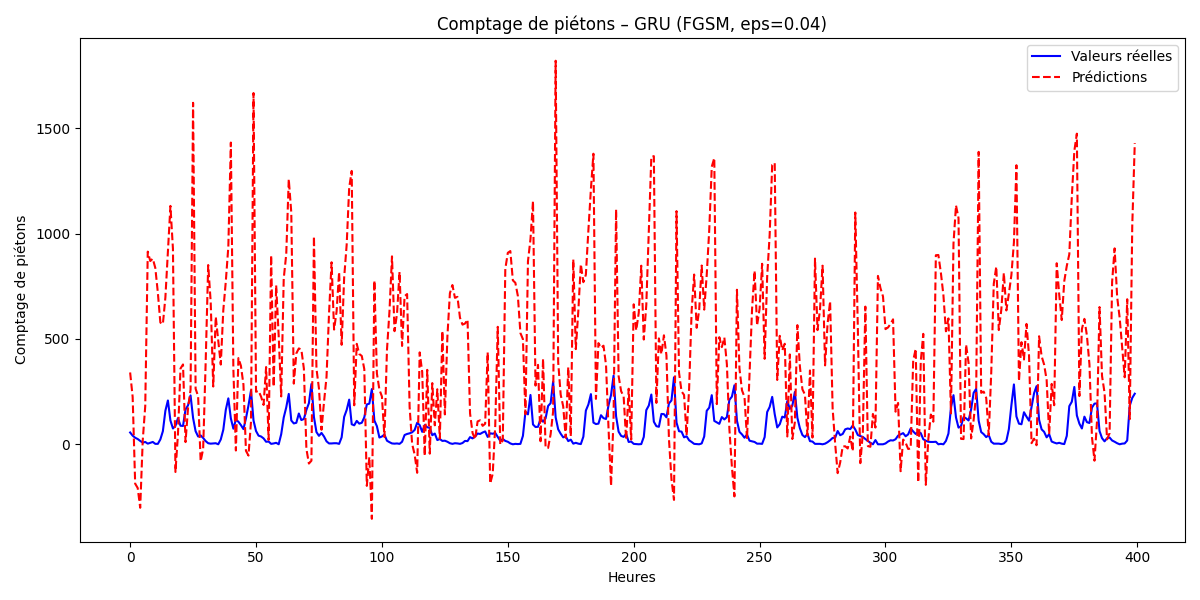 Comptage de piétons – GRU (FGSM, eps=0.04)
Valeurs réelles
Prédictions
Comptage de piétons
1500
1000
500
0
0 50 100 150 200 250 300 350 400
Heures